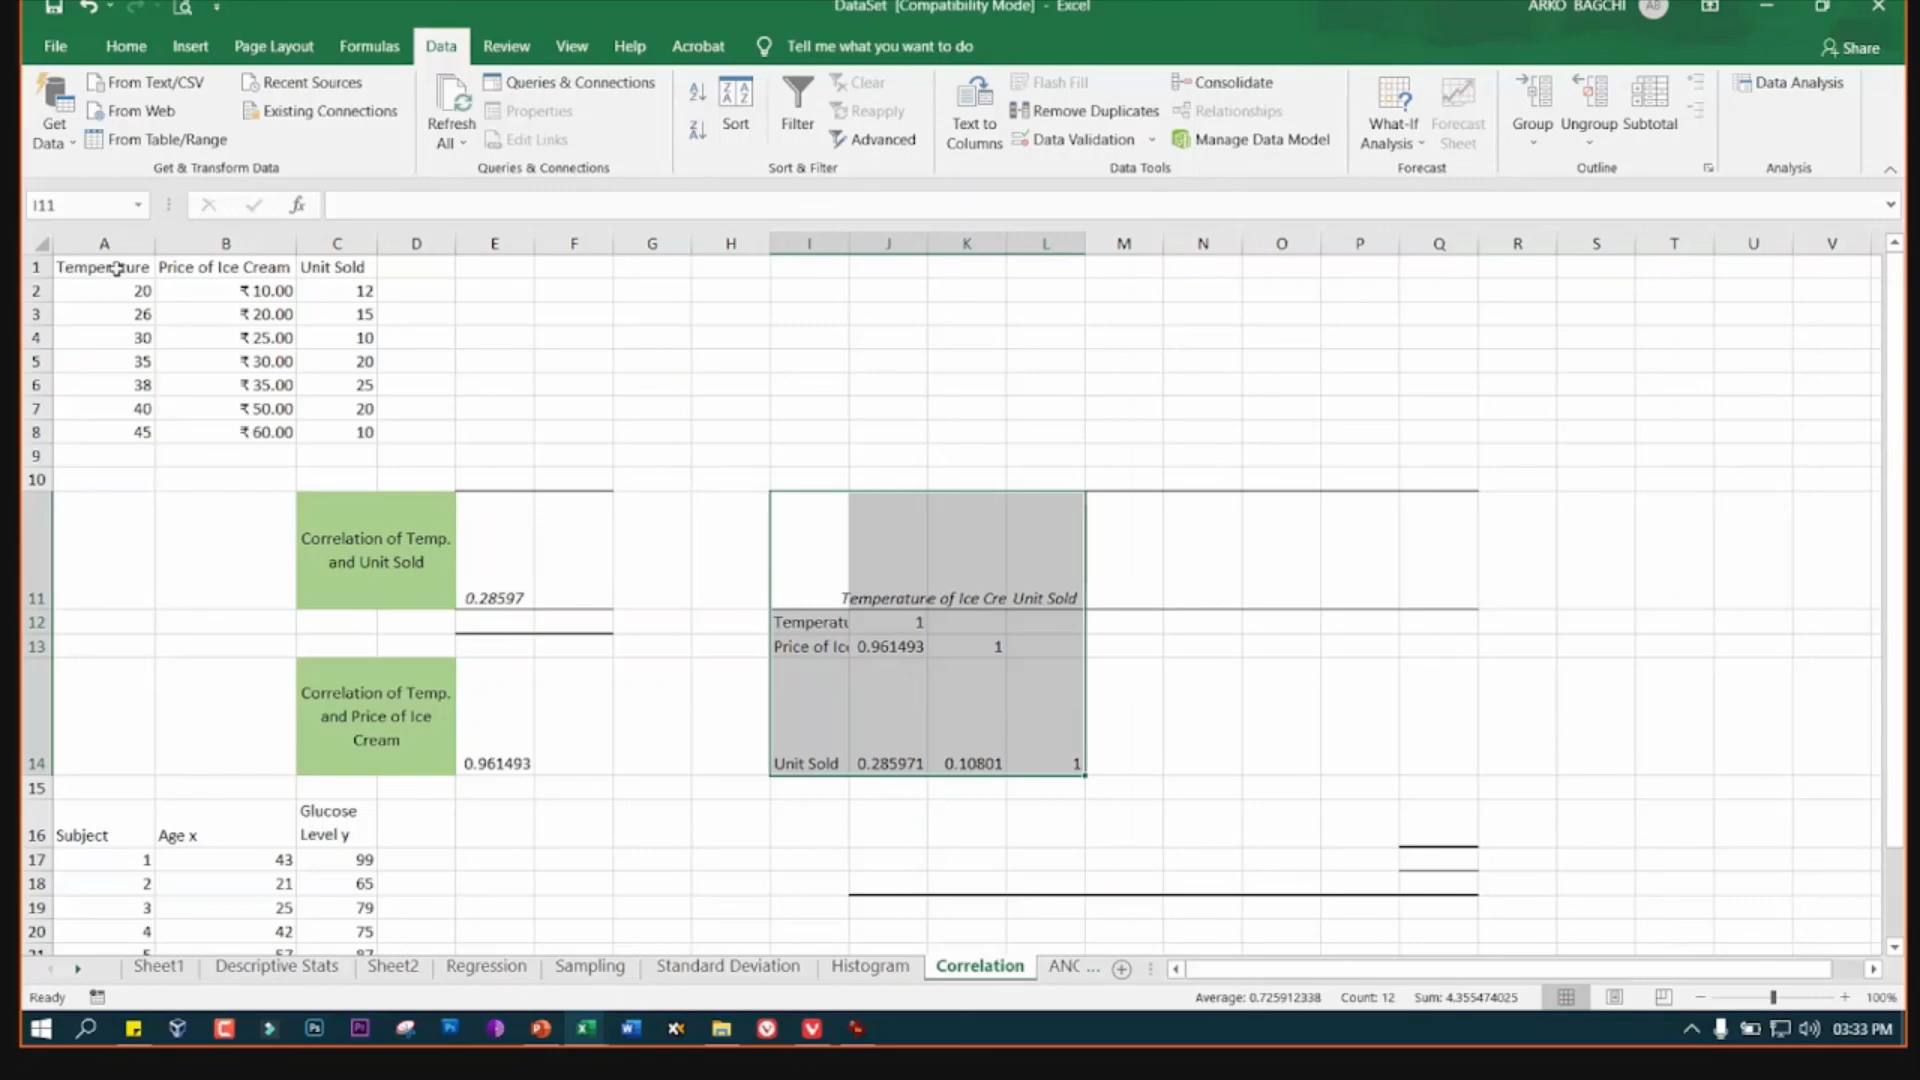 DataSet [Compatibility Mode] - Excel
ARKO BAGCHI AB
File Home Insert Page Layout Formulas Data Review View Help Acrobat Tell me what you want to do Share
Get Data
From Text/CSV
From Web
From Table/Range
Recent Sources
Existing Connections
Get & Transform Data
Refresh All
Queries & Connections
Properties
Edit Links
Queries & Connections
Sort
Filter
Clear
Reapply
Advanced
Sort & Filter
Text to Columns
Flash Fill
Remove Duplicates
Data Validation
Consolidate
Relationships
Manage Data Model
Data Tools
What-If Analysis
Forecast Sheet
Forecast
Group
Ungroup
Subtotal
Outline
Data Analysis
Analysis
I11 fx
A B C D E F G H I J K L M N O P Q R S T U V
1 Temperature Price of Ice Cream Unit Sold
2 20 ₹ 10.00 12
3 26 ₹ 20.00 15
4 30 ₹ 25.00 10
5 35 ₹ 30.00 20
6 38 ₹ 35.00 25
7 40 ₹ 50.00 20
8 45 ₹ 60.00 10
9
10
Correlation of Temp.
and Unit Sold
11 0.28597 Temperature of Ice Cre Unit Sold
12 Temperatu 1
13 Price of Ice 0.961493 1
Correlation of Temp.
and Price of Ice
Cream
14 0.961493 Unit Sold 0.285971 0.10801 1
15
Glucose
16 Subject Age x Level y
17 1 43 99
18 2 21 65
19 3 25 79
20 4 42 75
21 5 57 87
Sheet1 Descriptive Stats Sheet2 Regression Sampling Standard Deviation Histogram Correlation ANC ...
Ready Average: 0.725912338 Count: 12 Sum: 4.355474025 100%
03:33 PM